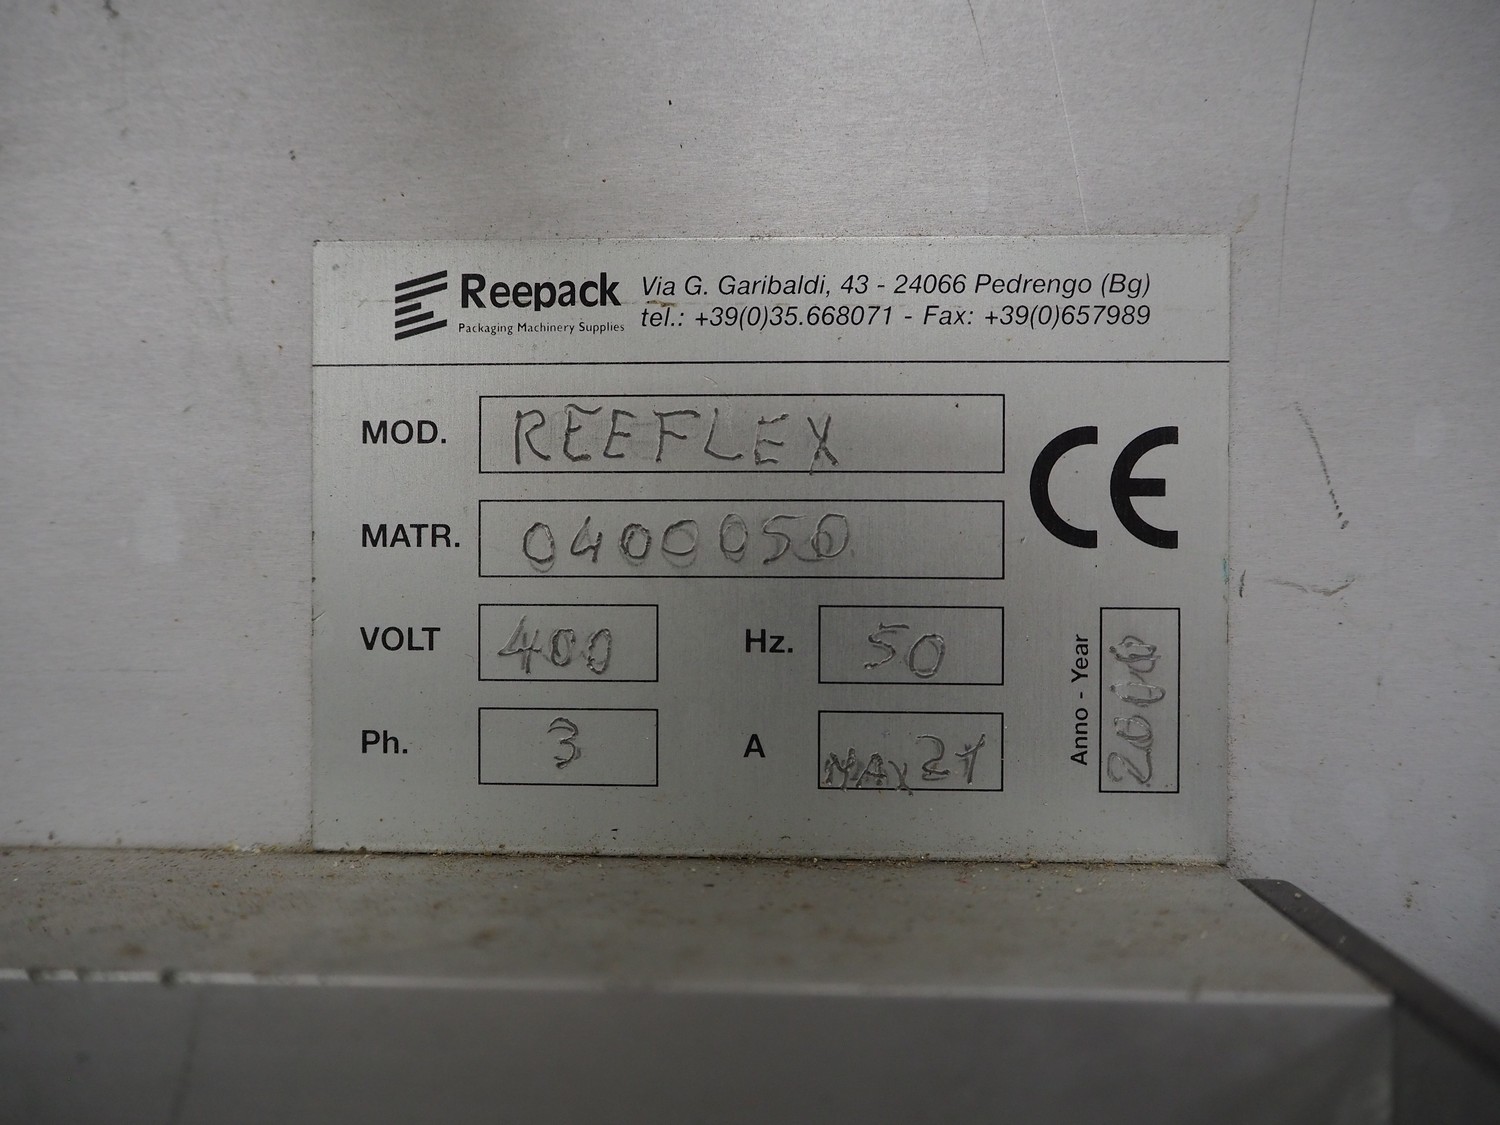 Reepack
Packaging Machinery Supplies
Via G. Garibaldi, 43 - 24066 Pedrengo (Bg)
tel.: +39(0)35.668071 - Fax: +39(0)657989
MOD. REEFLEX
CE
MATR. 0400050
VOLT 400 Hz. 50
Ph. 3 A MAX 21
Anno - Year 2000